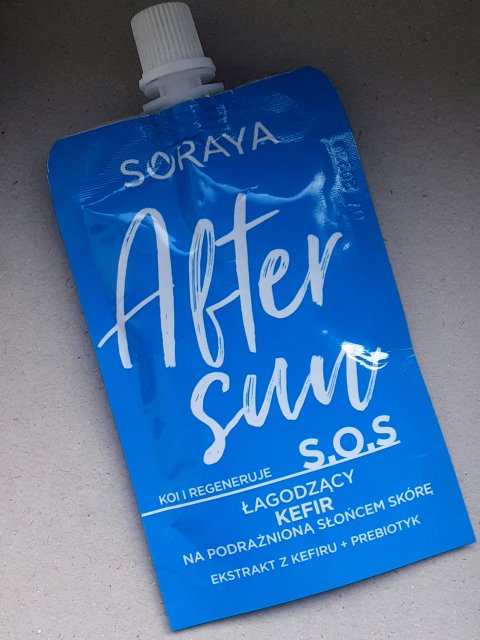 SORAYA
After
sun
S.O.S
KOI I REGENERUJE
ŁAGODZĄCY
KEFIR
NA PODRAŻNIONĄ SŁOŃCEM SKÓRĘ
EKSTRAKT Z KEFIRU + PREBIOTYK